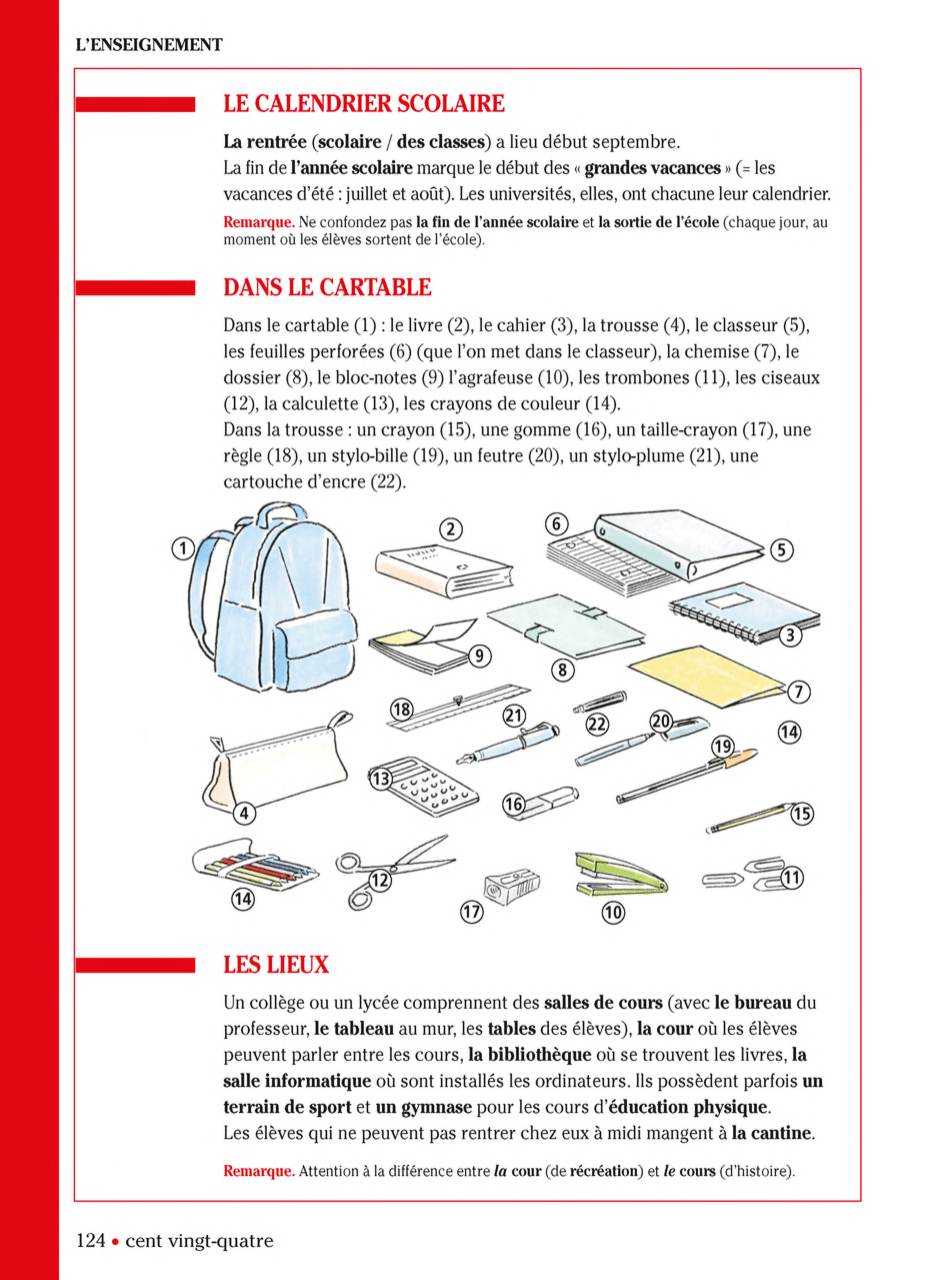 L'ENSEIGNEMENT
LE CALENDRIER SCOLAIRE
La rentrée (scolaire / des classes) a lieu début septembre.
La fin de l'année scolaire marque le début des « grandes vacances » (= les
vacances d'été : juillet et août). Les universités, elles, ont chacune leur calendrier.
Remarque. Ne confondez pas la fin de l'année scolaire et la sortie de l'école (chaque jour, au
moment où les élèves sortent de l'école).
DANS LE CARTABLE
Dans le cartable (1) : le livre (2), le cahier (3), la trousse (4), le classeur (5),
les feuilles perforées (6) (que l'on met dans le classeur), la chemise (7), le
dossier (8), le bloc-notes (9) l'agrafeuse (10), les trombones (11), les ciseaux
(12), la calculette (13), les crayons de couleur (14).
Dans la trousse : un crayon (15), une gomme (16), un taille-crayon (17), une
règle (18), un stylo-bille (19), un feutre (20), un stylo-plume (21), une
cartouche d'encre (22).
1
2
6
5
3
9
8
7
18
21
22
20
14
19
13
16
4
15
12
11
14
17
10
LES LIEUX
Un collège ou un lycée comprennent des salles de cours (avec le bureau du
professeur, le tableau au mur, les tables des élèves), la cour où les élèves
peuvent parler entre les cours, la bibliothèque où se trouvent les livres, la
salle informatique où sont installés les ordinateurs. Ils possèdent parfois un
terrain de sport et un gymnase pour les cours d'éducation physique.
Les élèves qui ne peuvent pas rentrer chez eux à midi mangent à la cantine.
Remarque. Attention à la différence entre la cour (de récréation) et le cours (d'histoire).
124 • cent vingt-quatre